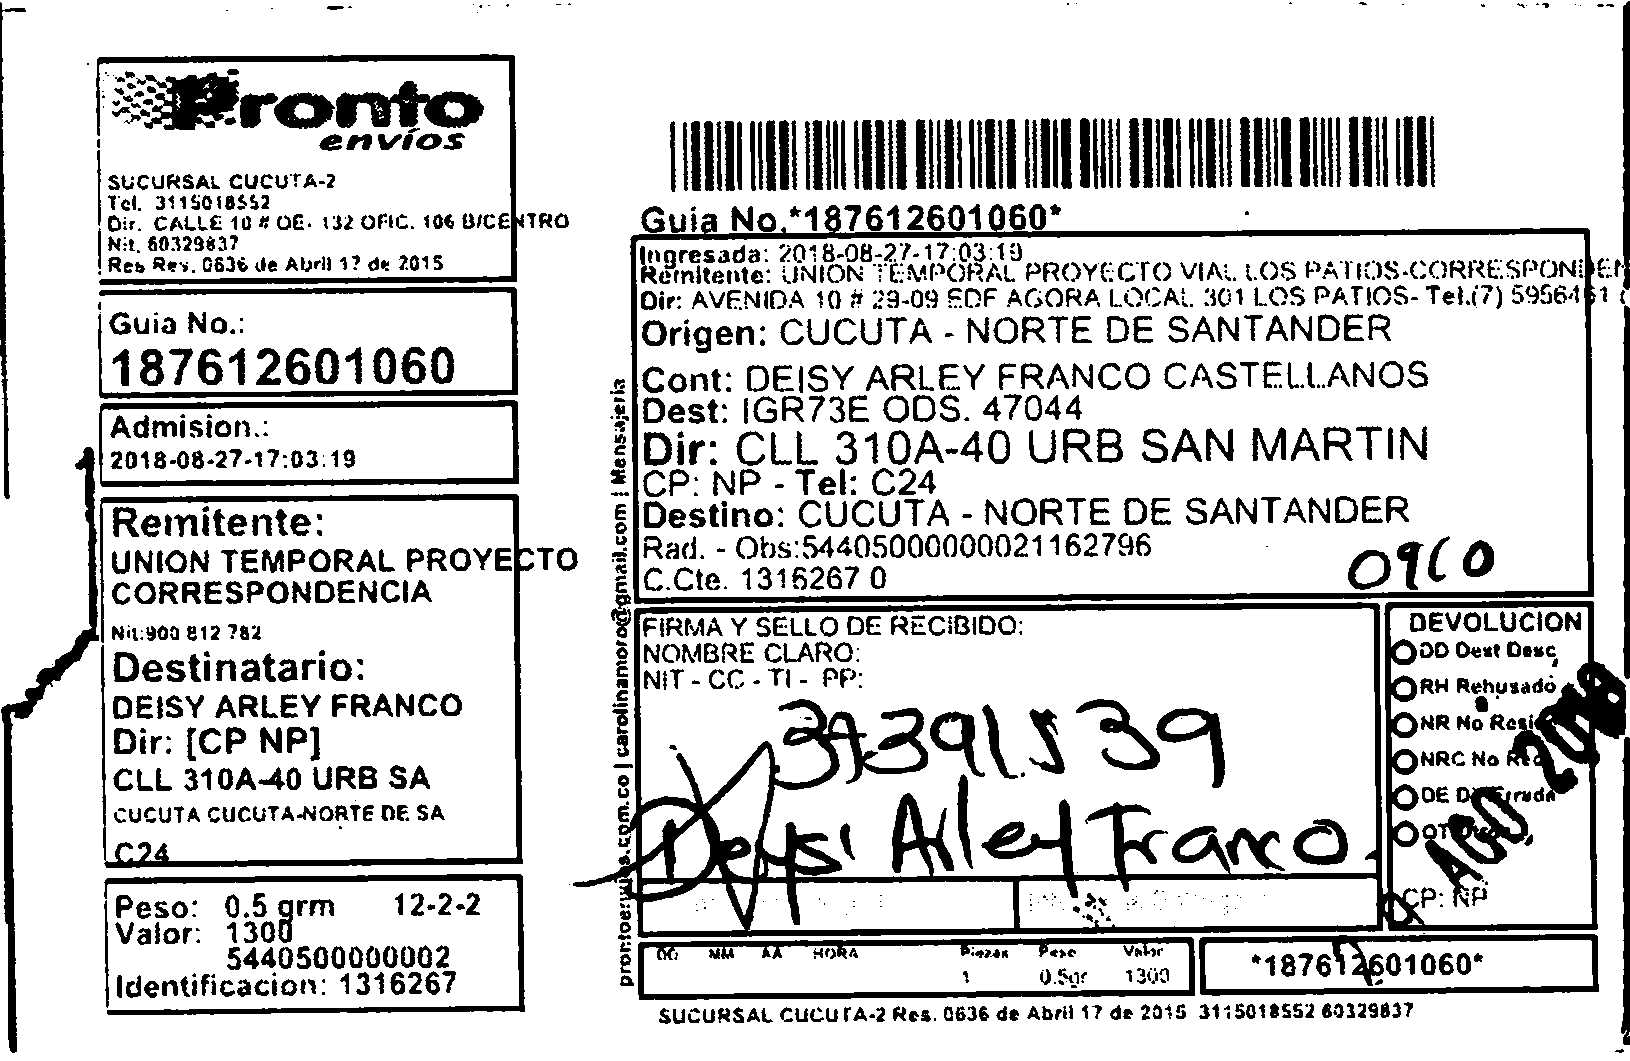 Pronto
envíos
SUCURSAL CUCUTA-2
Tel. 3115018552
Dir. CALLE 10 # OE- 132 OFIC. 106 B/CENTRO
Nit. 60329837
Res Rev. 0636 de Abril 17 de 2015
Guia No.:
187612601060
Admision.:
2018-08-27-17:03:19
Remitente:
UNION TEMPORAL PROYECTO
CORRESPONDENCIA
Nit:900 812 782
Destinatario:
DEISY ARLEY FRANCO
Dir: [CP NP]
CLL 310A-40 URB SA
CUCUTA CUCUTA-NORTE DE SA
C24
Peso: 0.5 grm 12-2-2
Valor: 1300
5440500000002
Identificacion: 1316267
prontoenvios.com.co | carolinamoro@gmail.com | Mensajeria
Guia No.*187612601060*
Ingresada: 2018-08-27-17:03:19
Remitente: UNION TEMPORAL PROYECTO VIAL LOS PATIOS-CORRESPONDEN
Dir: AVENIDA 10 # 29-09 EDF AGORA LOCAL 301 LOS PATIOS- Tel.(7) 5956461 (
Origen: CUCUTA - NORTE DE SANTANDER
Cont: DEISY ARLEY FRANCO CASTELLANOS
Dest: IGR73E ODS. 47044
Dir: CLL 310A-40 URB SAN MARTIN
CP: NP - Tel: C24
Destino: CUCUTA - NORTE DE SANTANDER
Rad. - Obs:54405000000021162796
C.Cte. 1316267 0
FIRMA Y SELLO DE RECIBIDO:
NOMBRE CLARO:
NIT - CC - TI - PP:
Deysi Arley Franco
DEVOLUCION
DD Dest Desc
RH Rehusado
NR No Resi
NRC No
DE
OT
AGO 2018
CP: NP
DD MM AA HORA Piezas Peso Valor
1 0.5gr 1300
*187612601060*
SUCURSAL CUCUTA-2 Res. 0636 de Abril 17 de 2015 3115018552 60329837